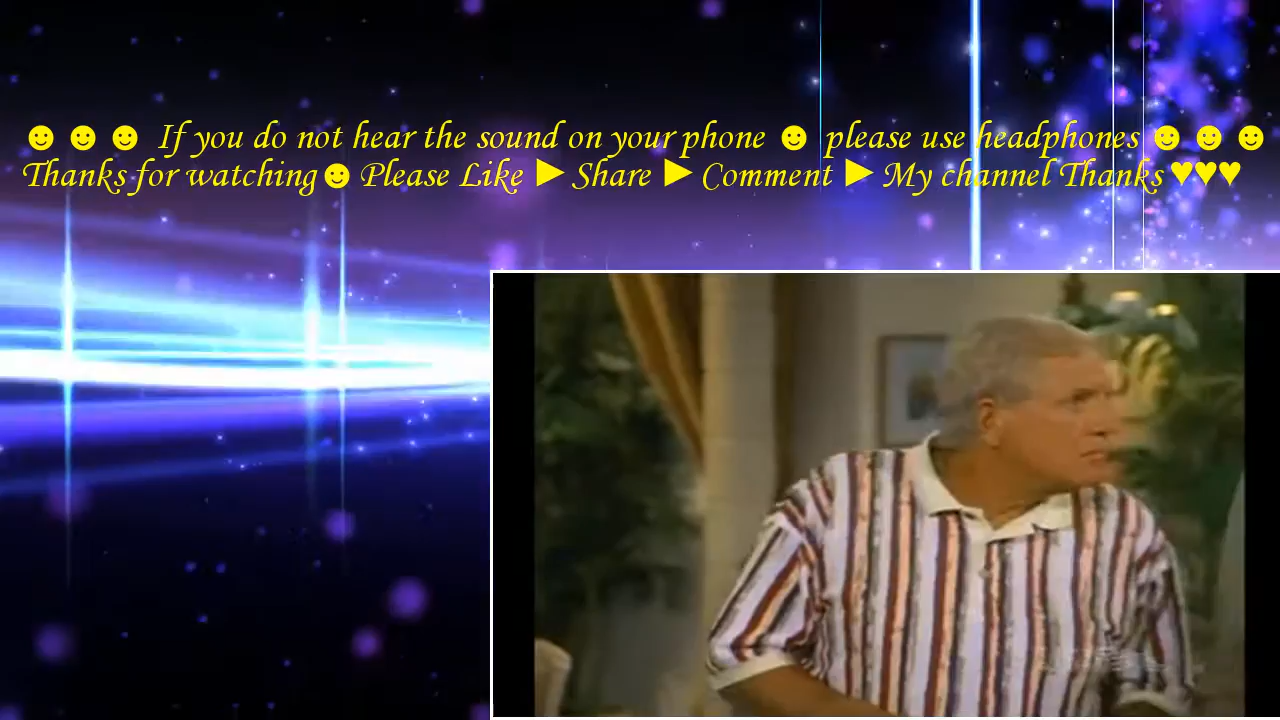 ☻☻☻ If you do not hear the sound on your phone ☻ please use headphones ☻☻☻
Thanks for watching☻Please Like ►Share ►Comment ►My channel Thanks♥♥♥